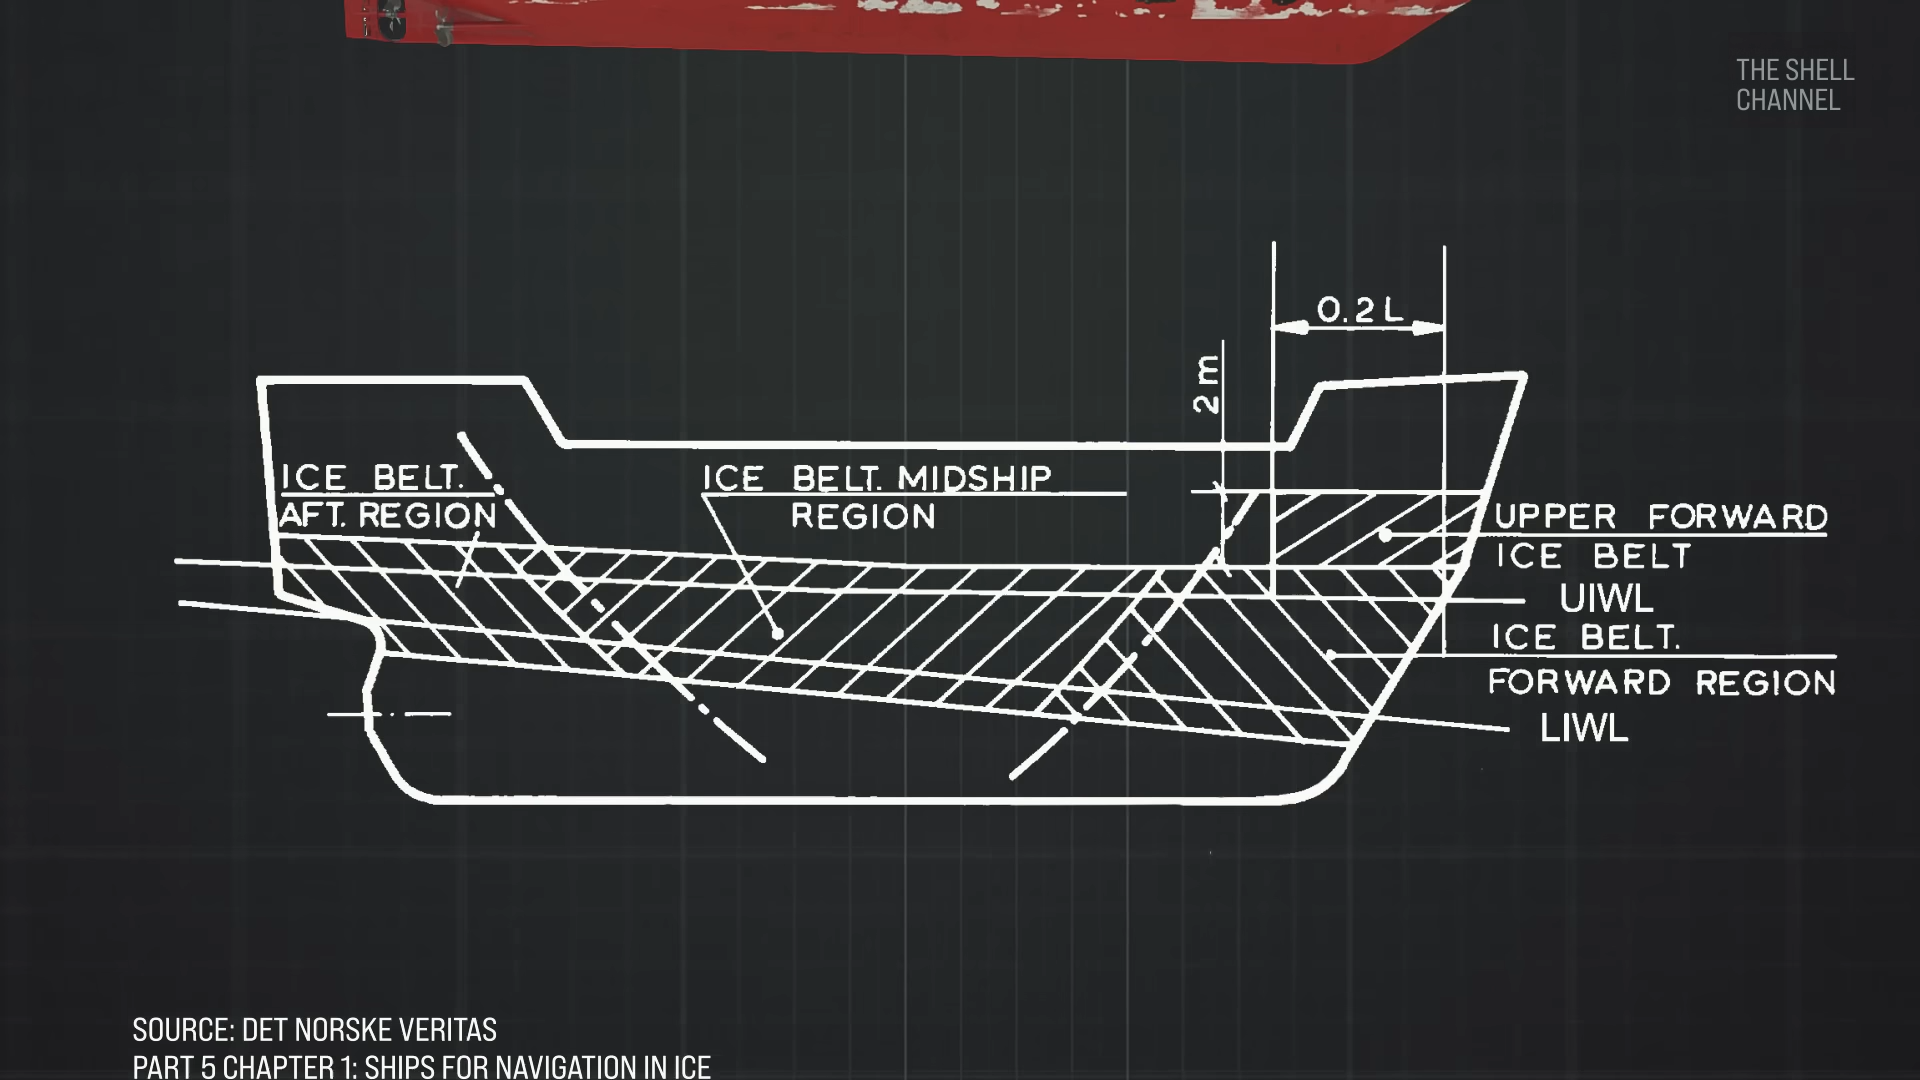 THE SHELL
CHANNEL
0.2 L
2 m
ICE BELT.
AFT. REGION
ICE BELT. MIDSHIP
REGION
UPPER FORWARD
ICE BELT
UIWL
ICE BELT.
FORWARD REGION
LIWL
SOURCE: DET NORSKE VERITAS
PART 5 CHAPTER 1: SHIPS FOR NAVIGATION IN ICE